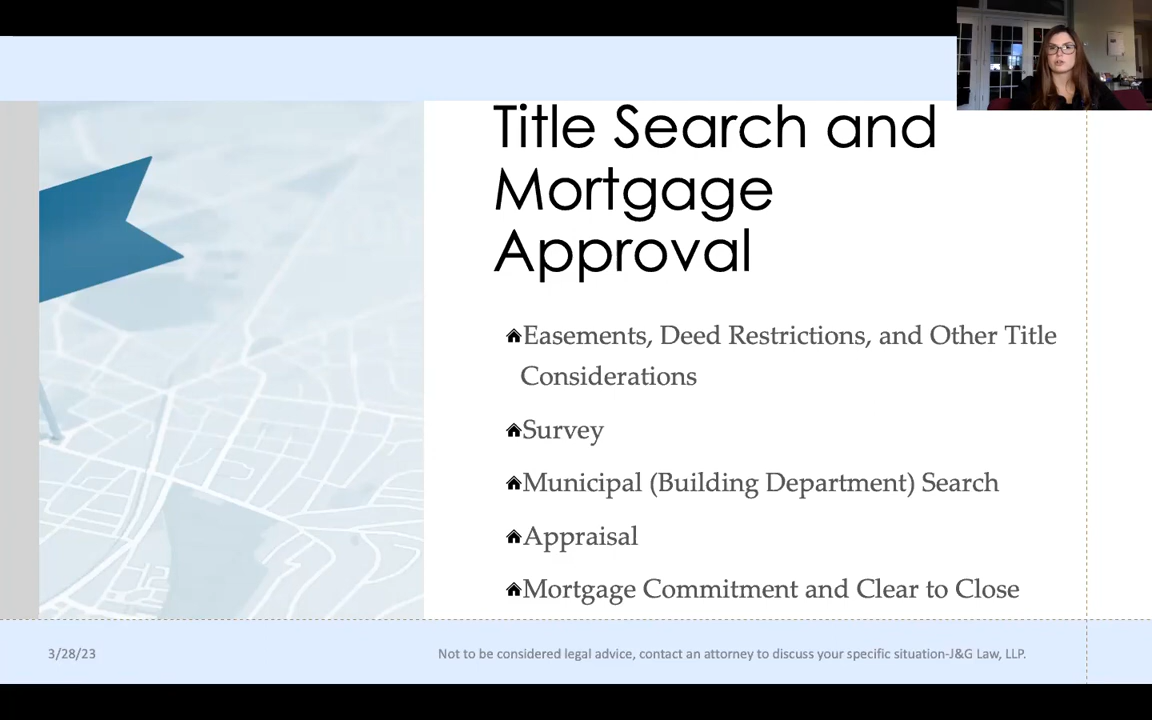 Title Search and
Mortgage
Approval
Easements, Deed Restrictions, and Other Title
Considerations
Survey
Municipal (Building Department) Search
Appraisal
Mortgage Commitment and Clear to Close
3/28/23
Not to be considered legal advice, contact an attorney to discuss your specific situation-J&G Law, LLP.